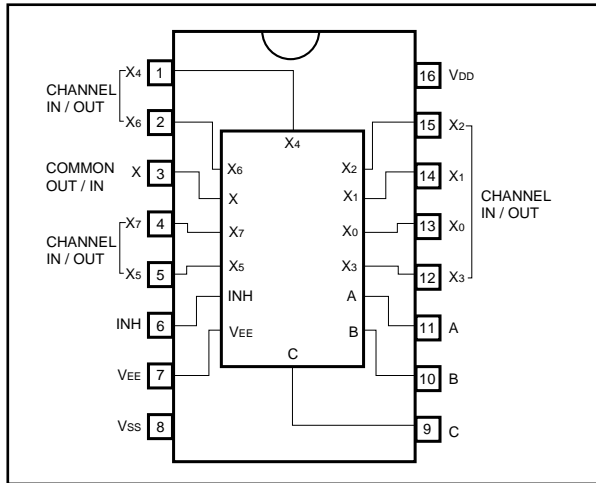 X4 1
CHANNEL
IN / OUT
X6 2
COMMON
OUT / IN
X 3
X7 4
CHANNEL
IN / OUT
X5 5
INH 6
VEE 7
VSS 8
X4
X6
X
X7
X5
INH
VEE
C
X2
X1
X0
X3
A
B
16 VDD
15 X2
14 X1
CHANNEL
IN / OUT
13 X0
12 X3
11 A
10 B
9 C